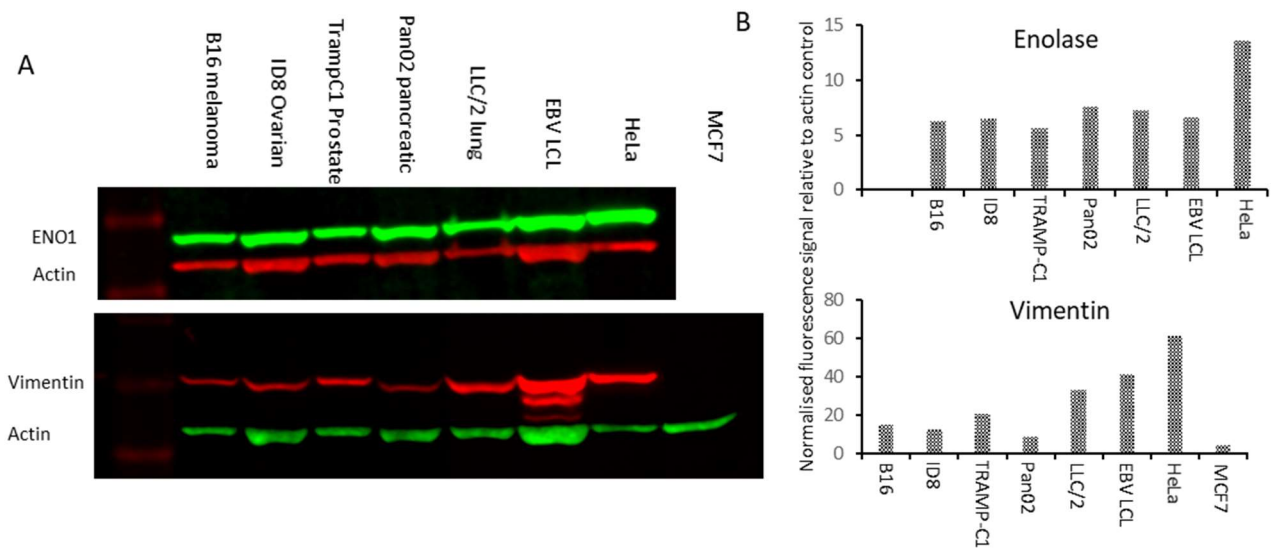 A
B16 melanoma
ID8 Ovarian
TrampC1 Prostate
Pan02 pancreatic
LLC/2 lung
EBV LCL
HeLa
MCF7
ENO1
Actin
Vimentin
Actin
B
Normalised fluorescence signal relative to actin control
Enolase
15
10
5
0
B16
ID8
TRAMP-C1
Pan02
LLC/2
EBV LCL
HeLa
Vimentin
80
60
40
20
0
B16
ID8
TRAMP-C1
Pan02
LLC/2
EBV LCL
HeLa
MCF7